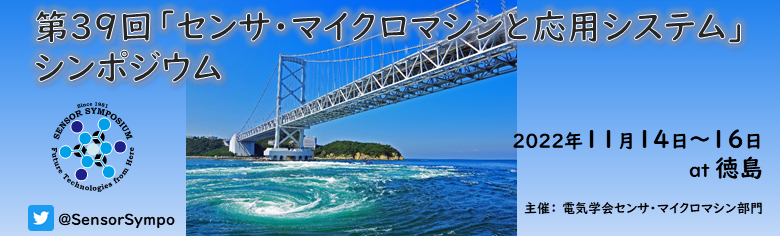 第39回「センサ・マイクロマシンと応用システム」
シンポジウム
Since 1981
SENSOR SYMPOSIUM
Future Technologies from Here
2022年11月14日～16日
at 徳島
@SensorSympo
主催： 電気学会センサ・マイクロマシン部門